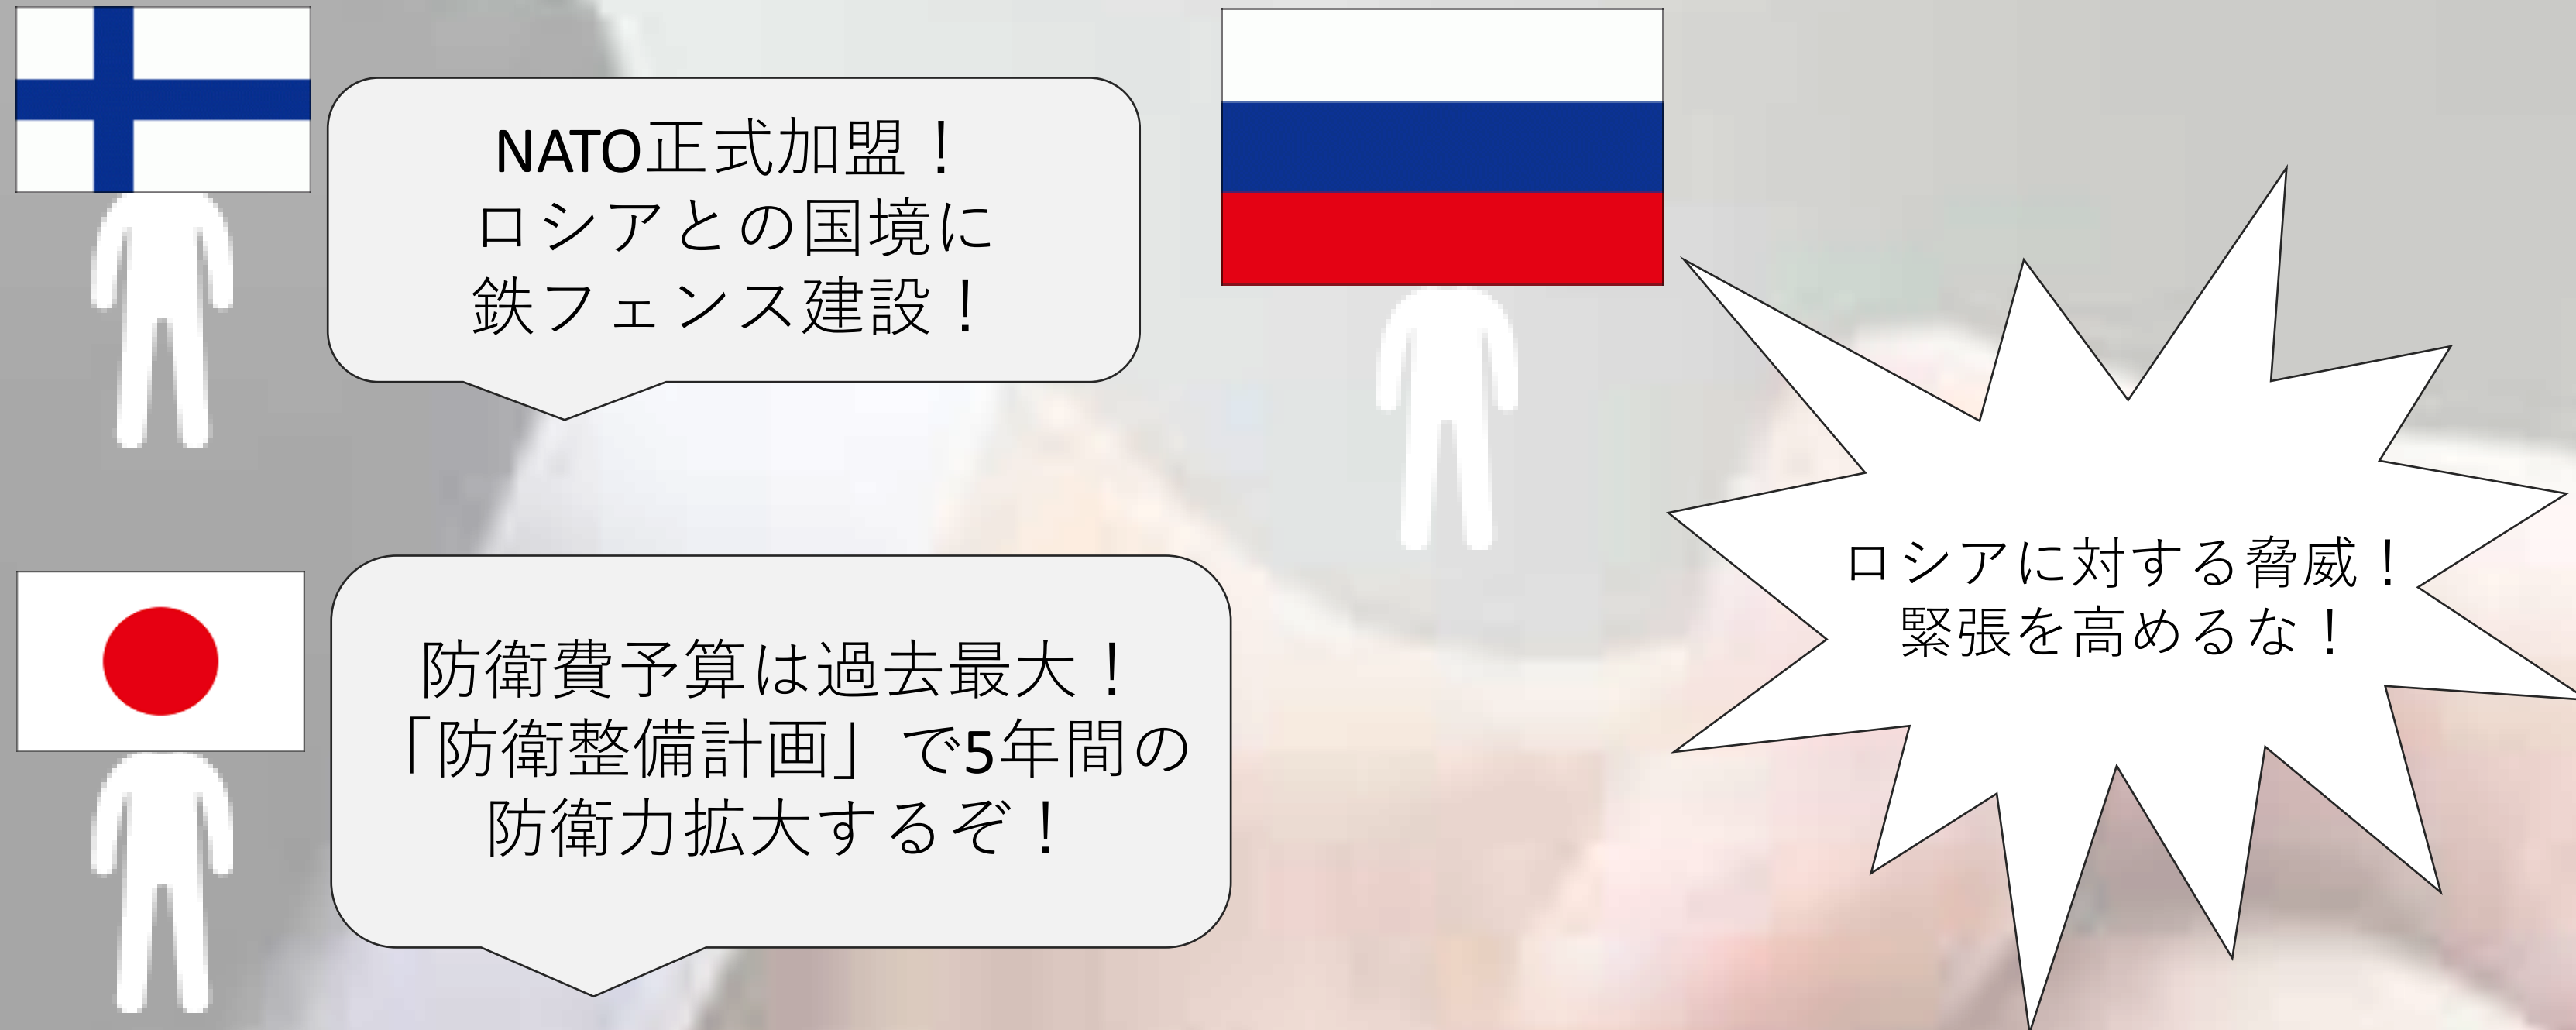 NATO正式加盟！
ロシアとの国境に
鉄フェンス建設！
防衛費予算は過去最大！
「防衛整備計画」で5年間の
防衛力拡大するぞ！
ロシアに対する脅威！
緊張を高めるな！